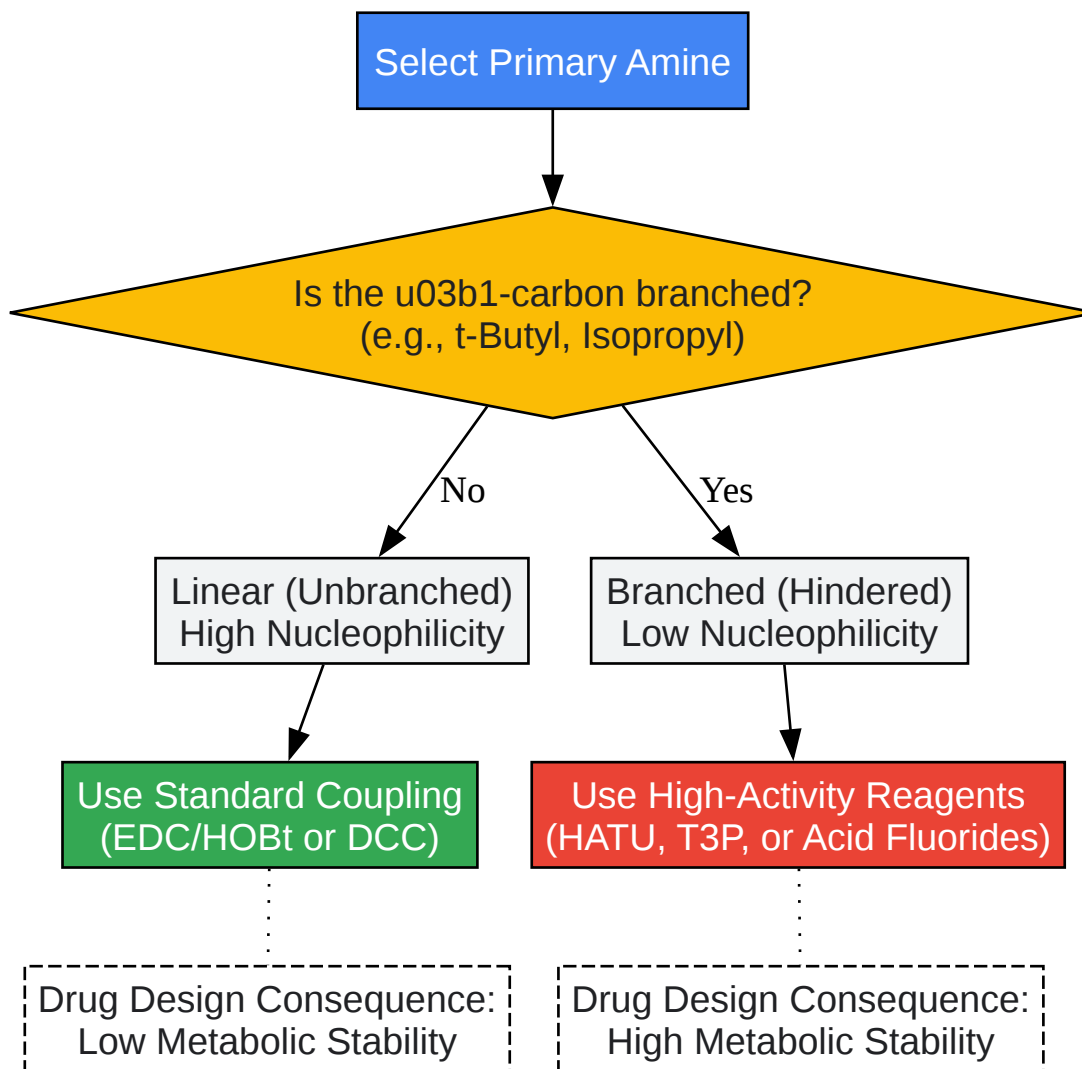 Select Primary Amine
Is the u03b1-carbon branched?
(e.g., t-Butyl, Isopropyl)
No
Yes
Linear (Unbranched)
High Nucleophilicity
Branched (Hindered)
Low Nucleophilicity
Use Standard Coupling
(EDC/HOBt or DCC)
Use High-Activity Reagents
(HATU, T3P, or Acid Fluorides)
Drug Design Consequence:
Low Metabolic Stability
Drug Design Consequence:
High Metabolic Stability